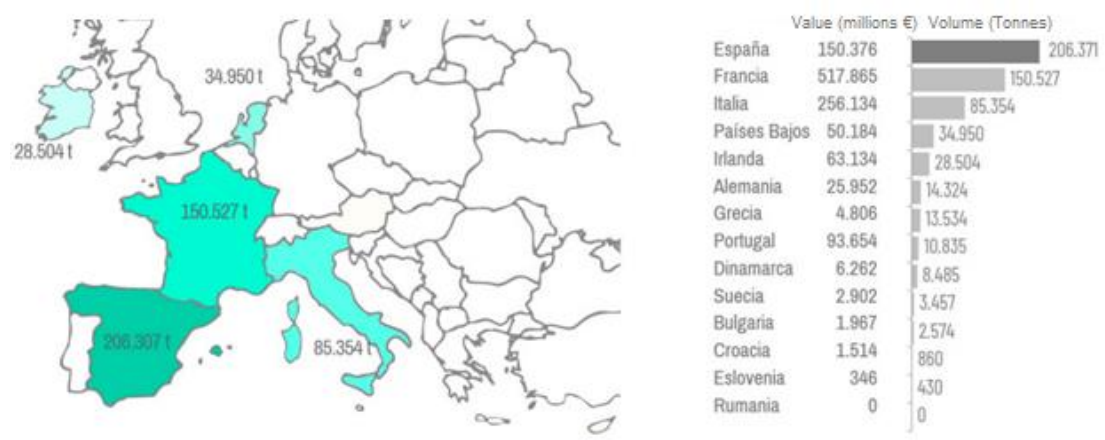 34.950 t
28.504 t
150.527 t
206.307 t
85.354 t
Value (millions €) Volume (Tonnes)
España 150.376 206.371
Francia 517.865 150.527
Italia 256.134 85.354
Países Bajos 50.184 34.950
Irlanda 63.134 28.504
Alemania 25.952 14.324
Grecia 4.806 13.534
Portugal 93.654 10.835
Dinamarca 6.262 8.485
Suecia 2.902 3.457
Bulgaria 1.967 2.574
Croacia 1.514 860
Eslovenia 346 430
Rumania 0 0